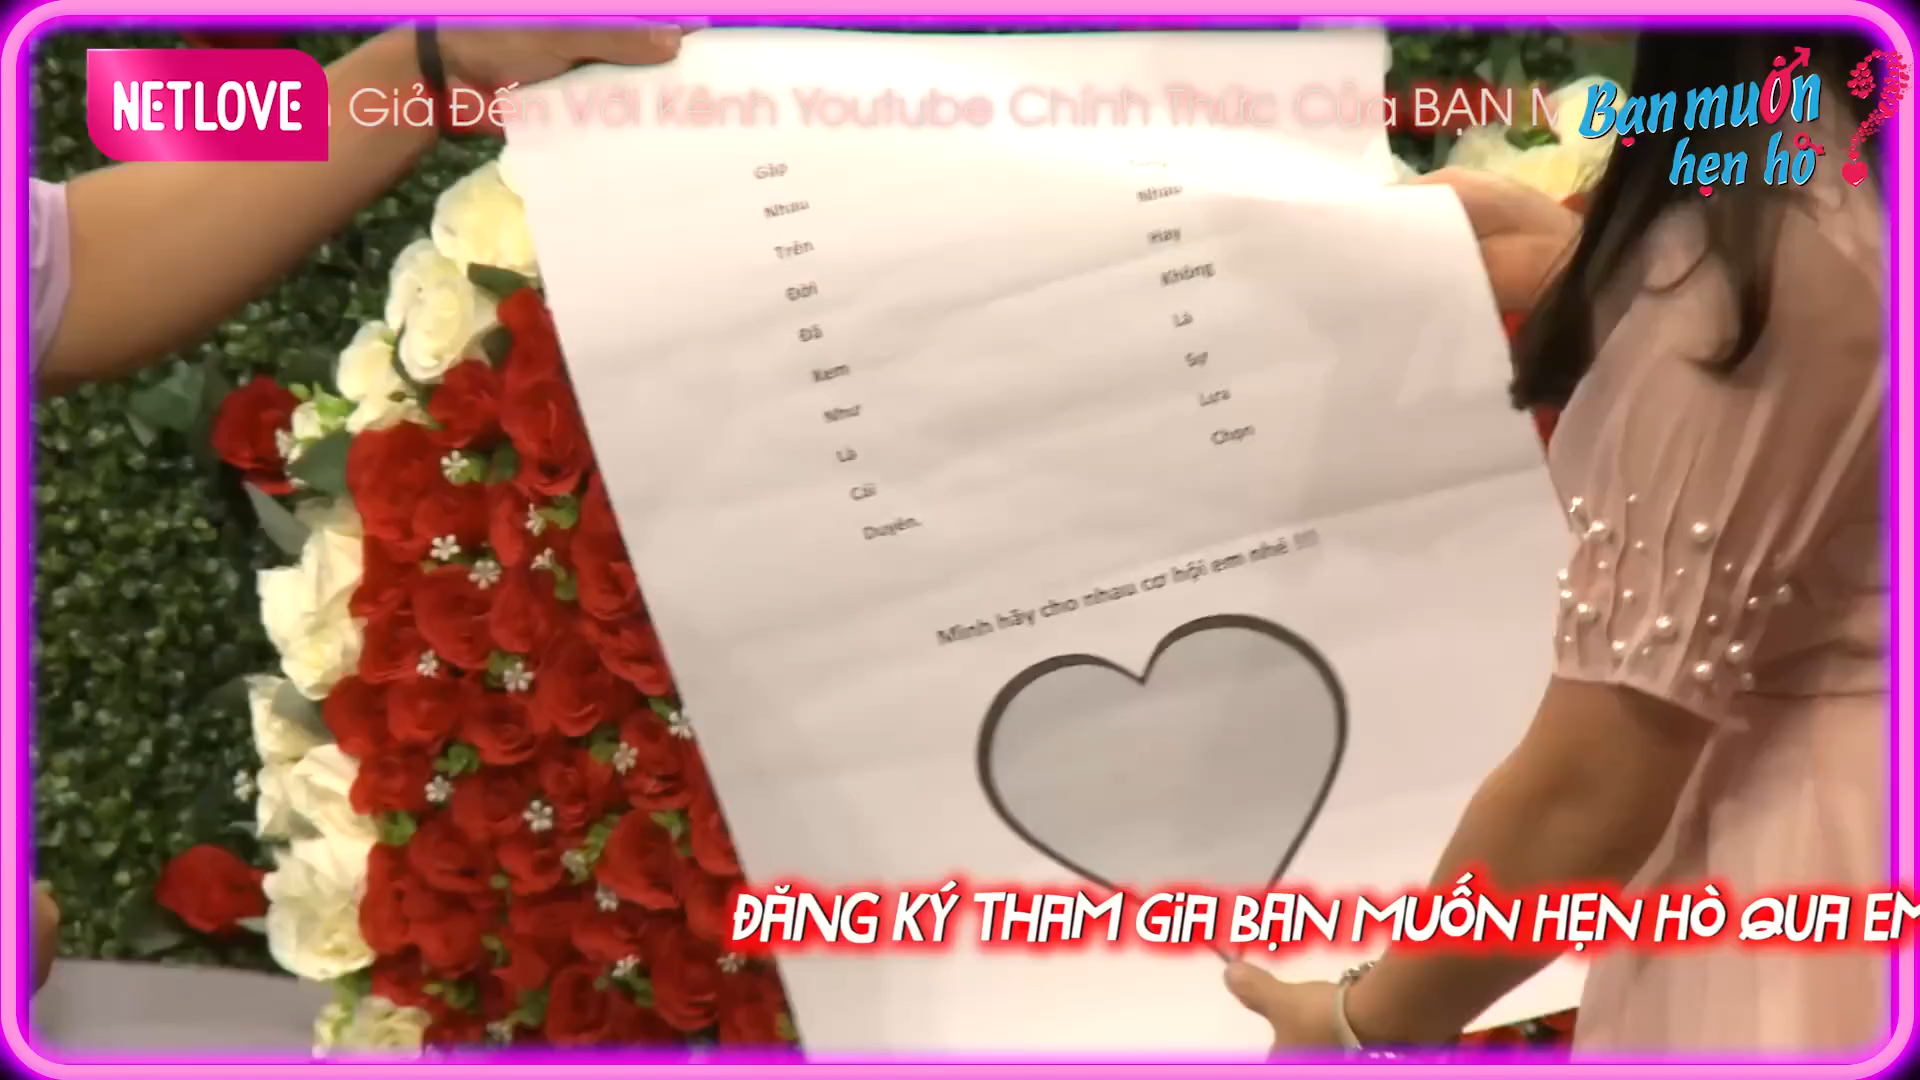 NETLOVE
Giả Đến Với Kênh Youtube Chính Thức Của BẠN M
Bạn muốn
hẹn hò
?
Gặp
Nhau
Trên
Đời
Đã
Xem
Như
Là
Cái
Duyên.
Nhau
Hay
Không
Là
Sự
Lựa
Chọn
Mình hãy cho nhau cơ hội em nhé !!!!
ĐĂNG KÝ THAM GIA BẠN MUỐN HẸN HÒ QUA EM